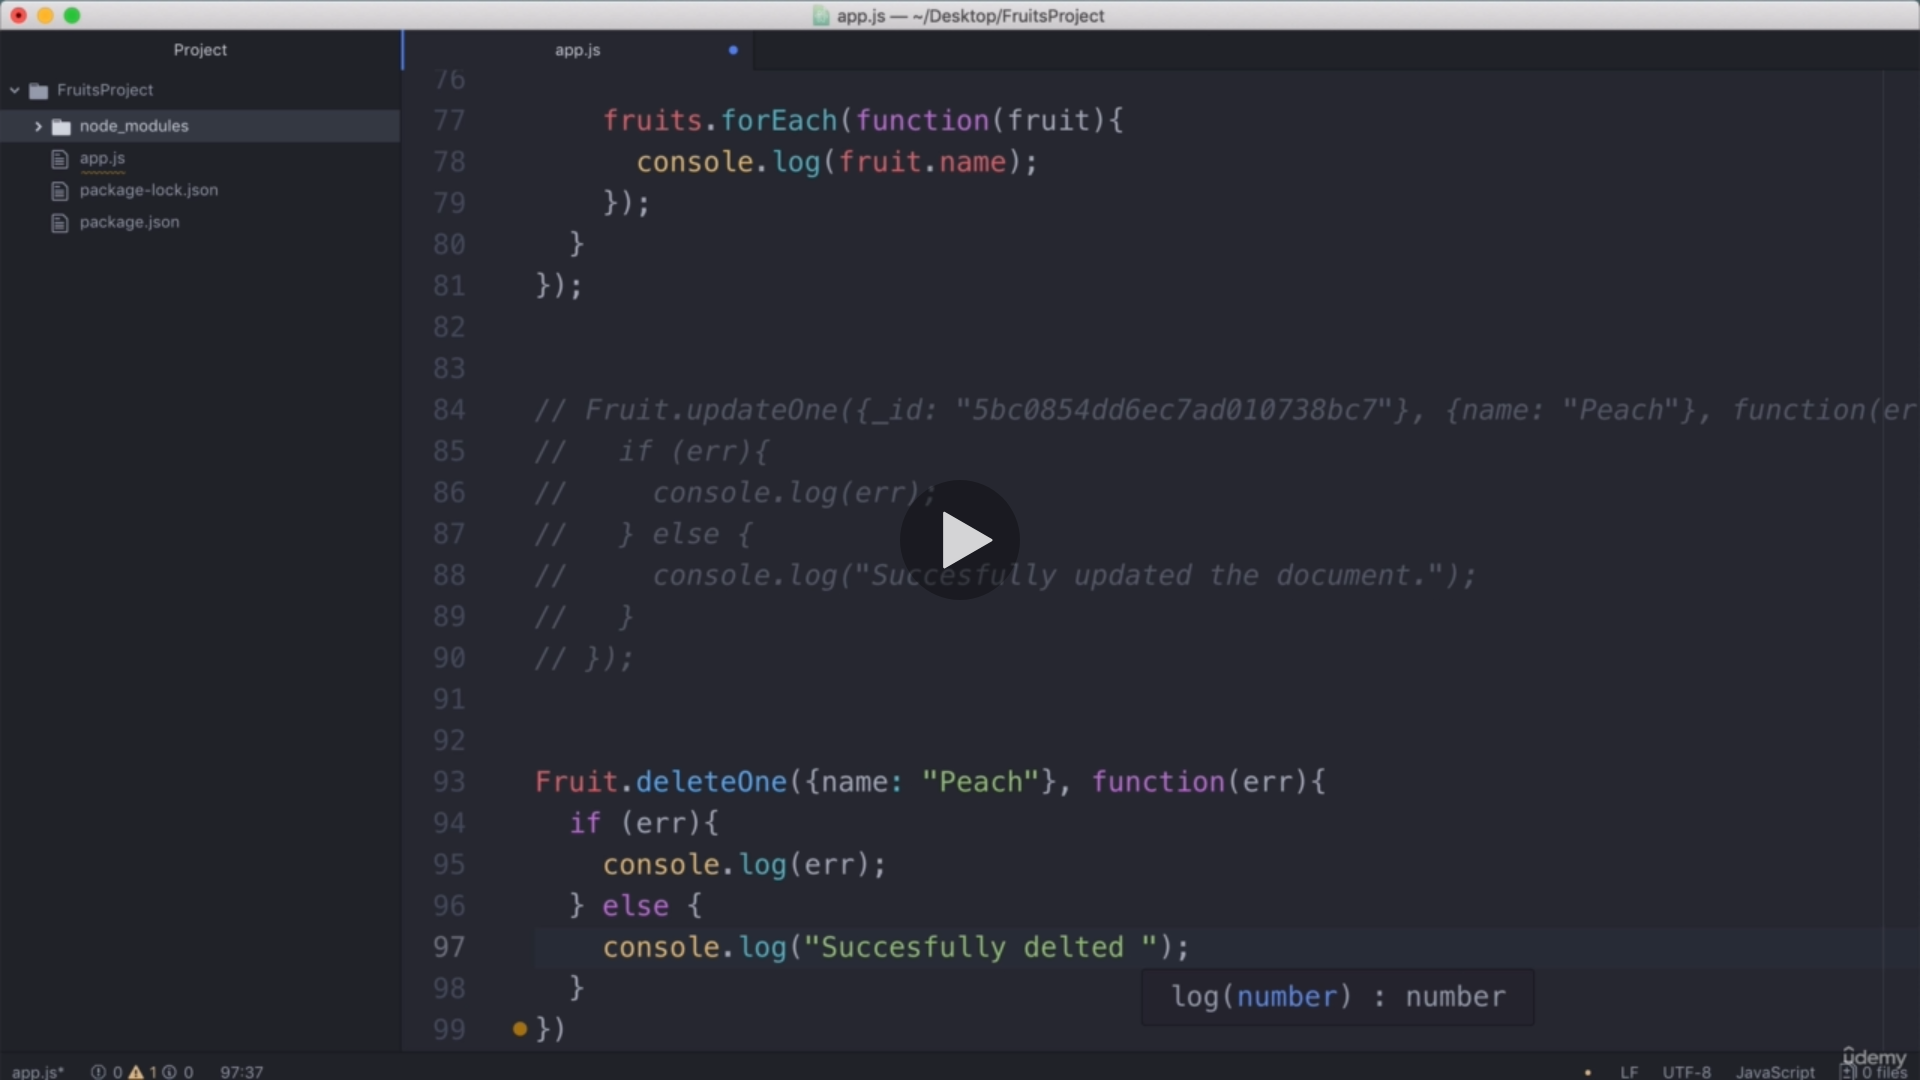 app.js — ~/Desktop/FruitsProject
Project
app.js
FruitsProject
node_modules
app.js
package-lock.json
package.json
76
77 fruits.forEach(function(fruit){
78 console.log(fruit.name);
79 });
80 }
81 });
82
83
84 // Fruit.updateOne({_id: "5bc0854dd6ec7ad010738bc7"}, {name: "Peach"}, function(er
85 // if (err){
86 // console.log(err);
87 // } else {
88 // console.log("Succesfully updated the document.");
89 // }
90 // });
91
92
93 Fruit.deleteOne({name: "Peach"}, function(err){
94 if (err){
95 console.log(err);
96 } else {
97 console.log("Succesfully delted ");
98 }
log(number) : number
99 })
udemy
app.js* 0 1 0 97:37 LF UTF-8 JavaScript 0 files